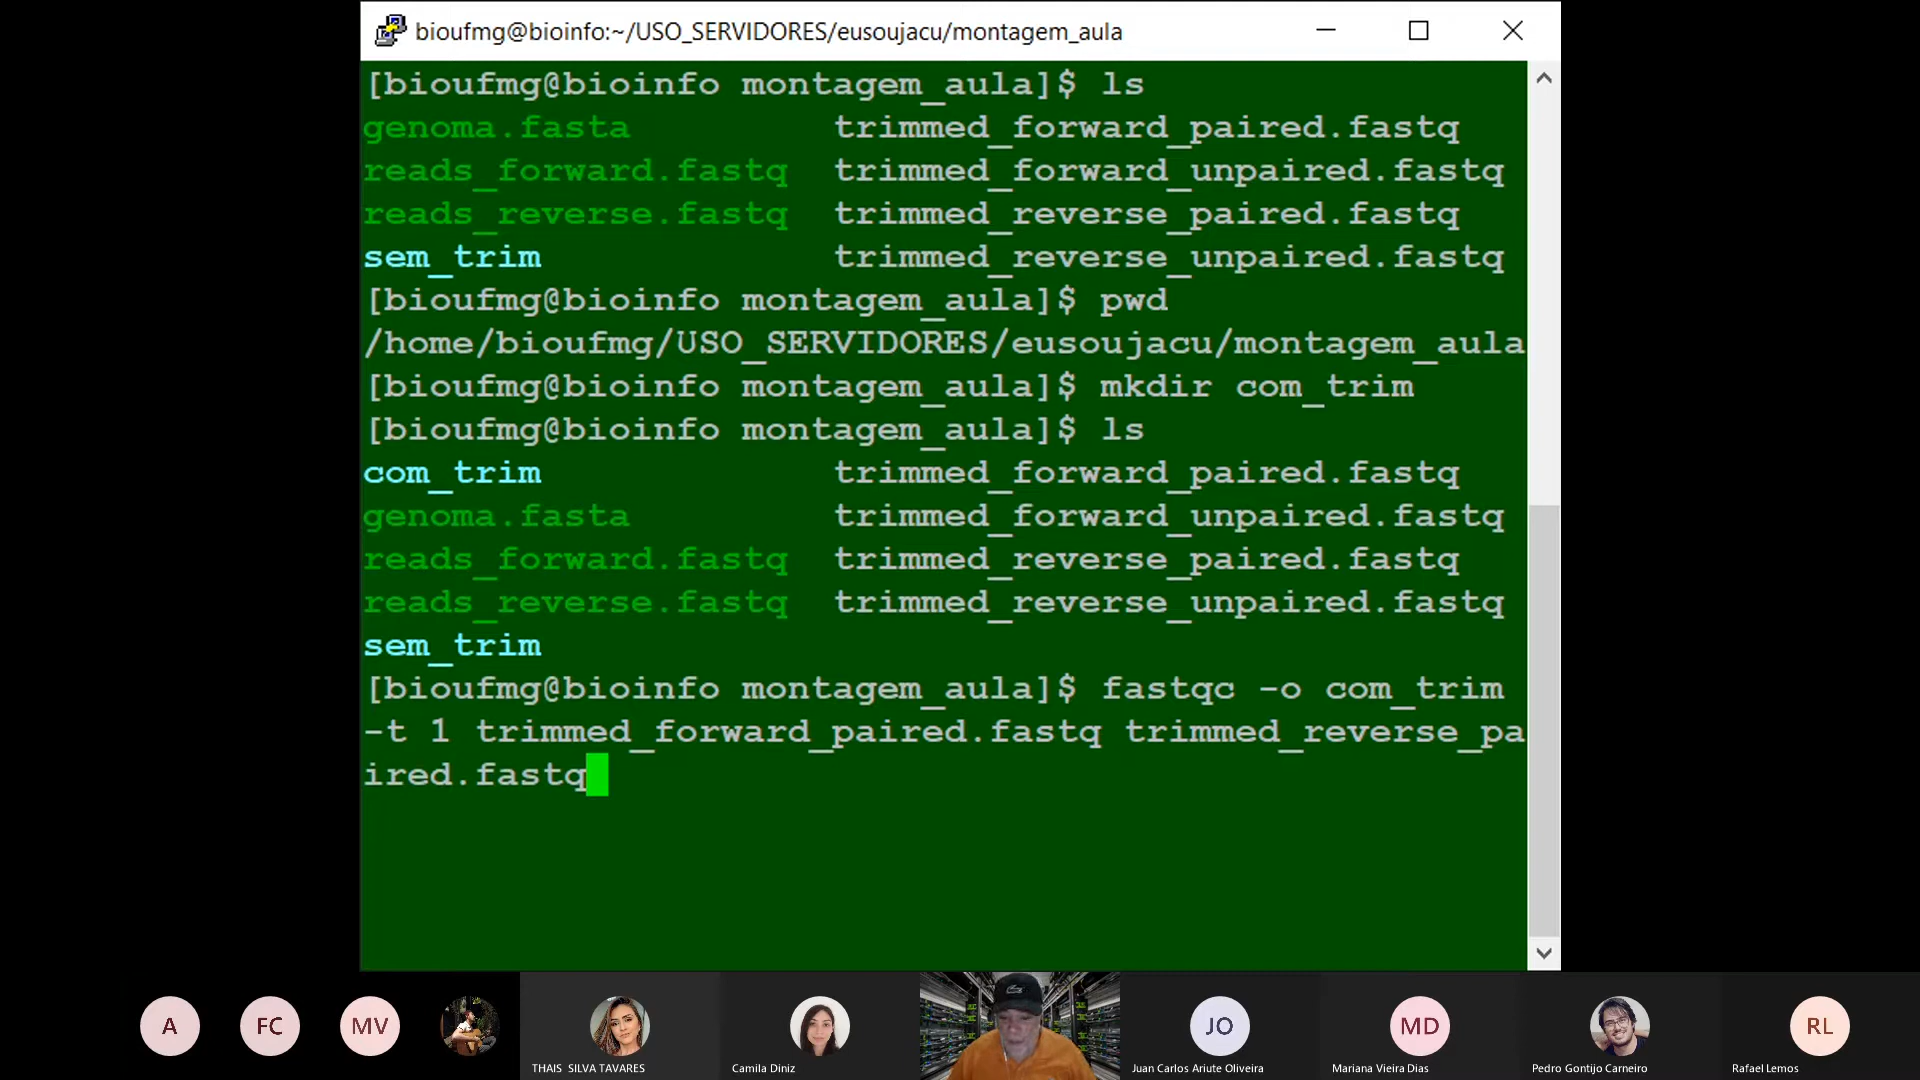 bioufmg@bioinfo:~/USO_SERVIDORES/eusoujacu/montagem_aula
[bioufmg@bioinfo montagem_aula]$ ls
genoma.fasta trimmed_forward_paired.fastq
reads_forward.fastq trimmed_forward_unpaired.fastq
reads_reverse.fastq trimmed_reverse_paired.fastq
sem_trim trimmed_reverse_unpaired.fastq
[bioufmg@bioinfo montagem_aula]$ pwd
/home/bioufmg/USO_SERVIDORES/eusoujacu/montagem_aula
[bioufmg@bioinfo montagem_aula]$ mkdir com_trim
[bioufmg@bioinfo montagem_aula]$ ls
com_trim trimmed_forward_paired.fastq
genoma.fasta trimmed_forward_unpaired.fastq
reads_forward.fastq trimmed_reverse_paired.fastq
reads_reverse.fastq trimmed_reverse_unpaired.fastq
sem_trim
[bioufmg@bioinfo montagem_aula]$ fastqc -o com_trim
-t 1 trimmed_forward_paired.fastq trimmed_reverse_pa
ired.fastq
A FC MV JO MD RL
THAIS SILVA TAVARES Camila Diniz Juan Carlos Ariute Oliveira Mariana Vieira Dias Pedro Gontijo Carneiro Rafael Lemos